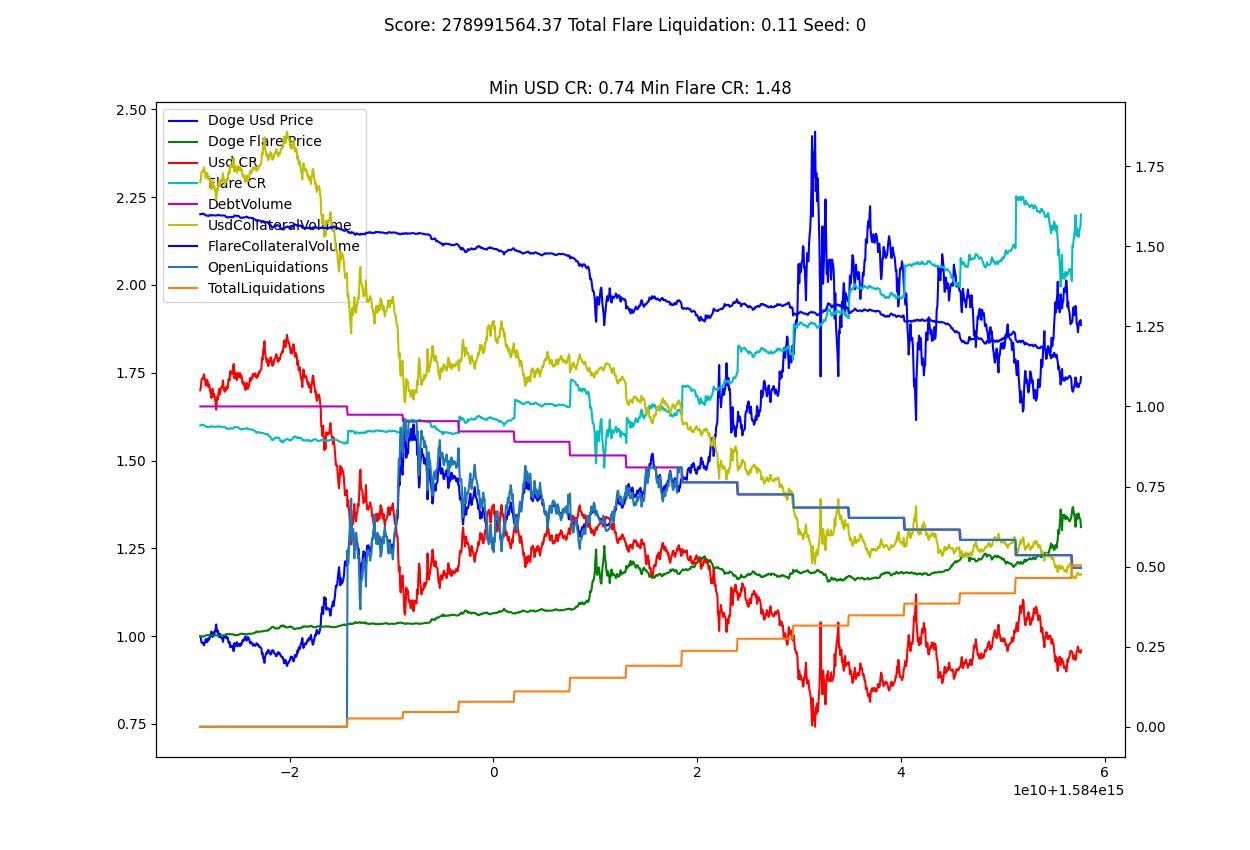 Score: 278991564.37 Total Flare Liquidation: 0.11 Seed: 0
Min USD CR: 0.74 Min Flare CR: 1.48
Doge Usd Price
Doge Flare Price
Usd CR
Flare CR
DebtVolume
UsdCollateralVolume
FlareCollateralVolume
OpenLiquidations
TotalLiquidations
2.50
2.25
2.00
1.75
1.50
1.25
1.00
0.75
1.75
1.50
1.25
1.00
0.75
0.50
0.25
0.00
−2
0
2
4
6
1e10+1.584e15